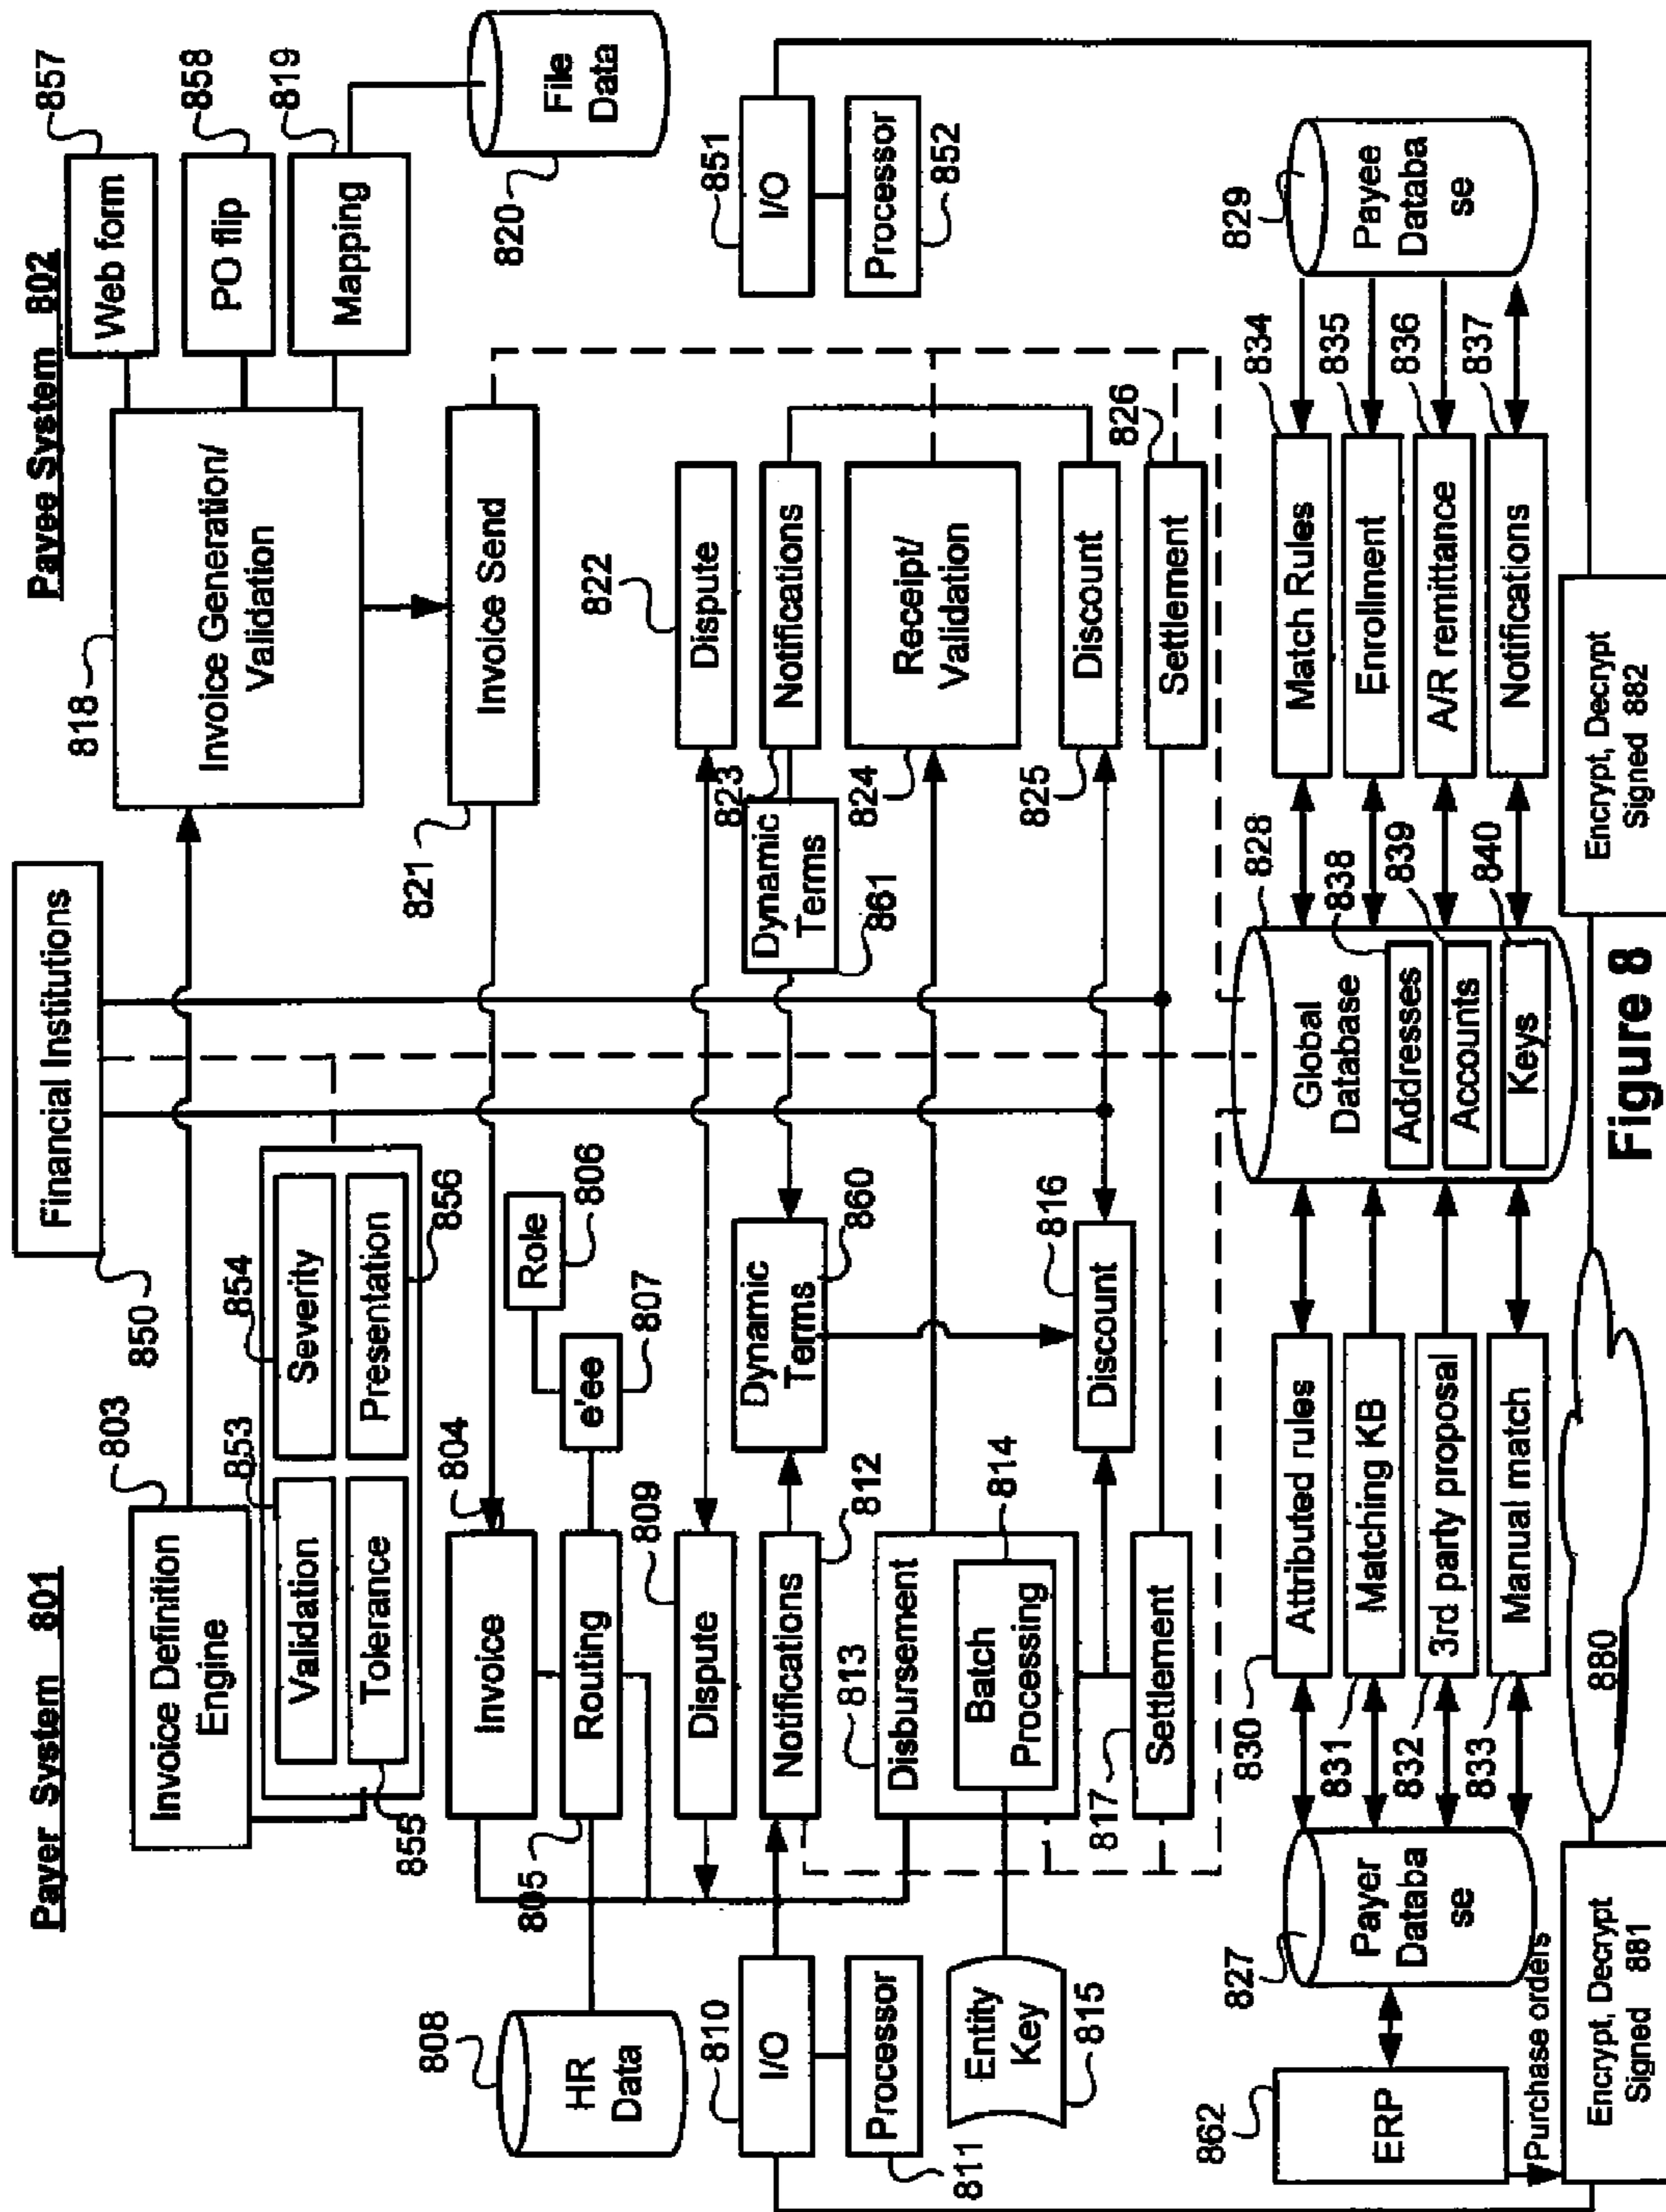 Payer System 801
Payee System 802
Financial Institutions
850
803
Invoice Definition
Engine
853
Validation
854
Severity
Tolerance
855
Presentation
856
818
Invoice Generation/
Validation
Web form
857
PO flip
858
Mapping
819
File
Data
820
804
Invoice
Role
806
821
Invoice Send
805
Routing
e'ee
807
808
HR
Data
809
Dispute
Dispute
822
810
I/O
Notifications
812
Dynamic
Terms
860
Dynamic
Terms
861
823
Notifications
I/O
851
Processor
811
813
Disbursement
Batch
Processing
814
824
Receipt/
Validation
Processor
852
Entity
Key
815
Discount
816
825
Discount
817
Settlement
Settlement
826
862
ERP
Purchase orders
827
Payer
Databa
se
830
Attributed rules
831
Matching KB
832
3rd party proposal
833
Manual match
828
Global
Database
838
Addresses
839
Accounts
840
Keys
Match Rules
834
Enrollment
835
A/R remittance
836
Notifications
837
829
Payee
Databa
se
Encrypt, Decrypt
Signed 881
880
Encrypt, Decrypt
Signed 882
Figure 8